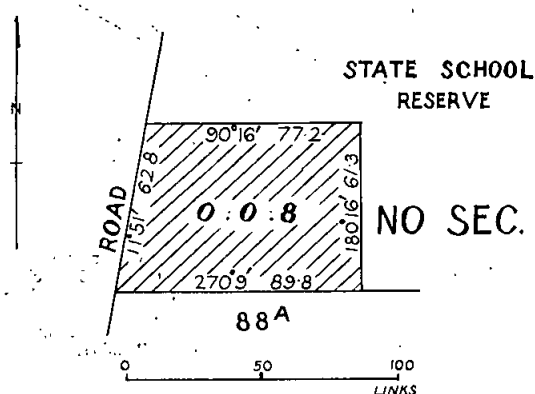 N
STATE SCHOOL
RESERVE
90°16' 77·2
ROAD
11°51' 62·8
0 : 0 : 8
180°16' 61·3
NO SEC.
270°9' 89·8
88A
0 50 100
LINKS